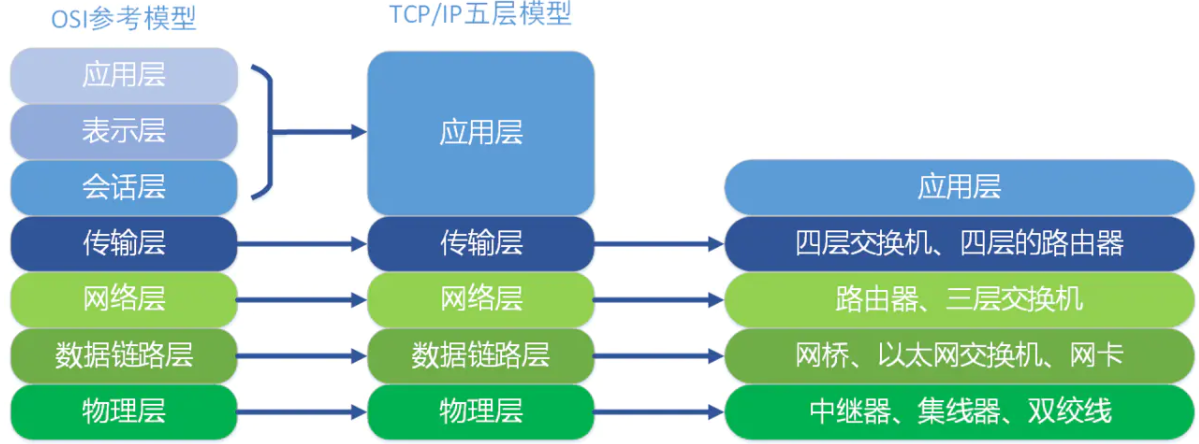 OSI参考模型
应用层
表示层
会话层
传输层
网络层
数据链路层
物理层
TCP/IP五层模型
应用层
传输层
网络层
数据链路层
物理层
应用层
四层交换机、四层的路由器
路由器、三层交换机
网桥、以太网交换机、网卡
中继器、集线器、双绞线